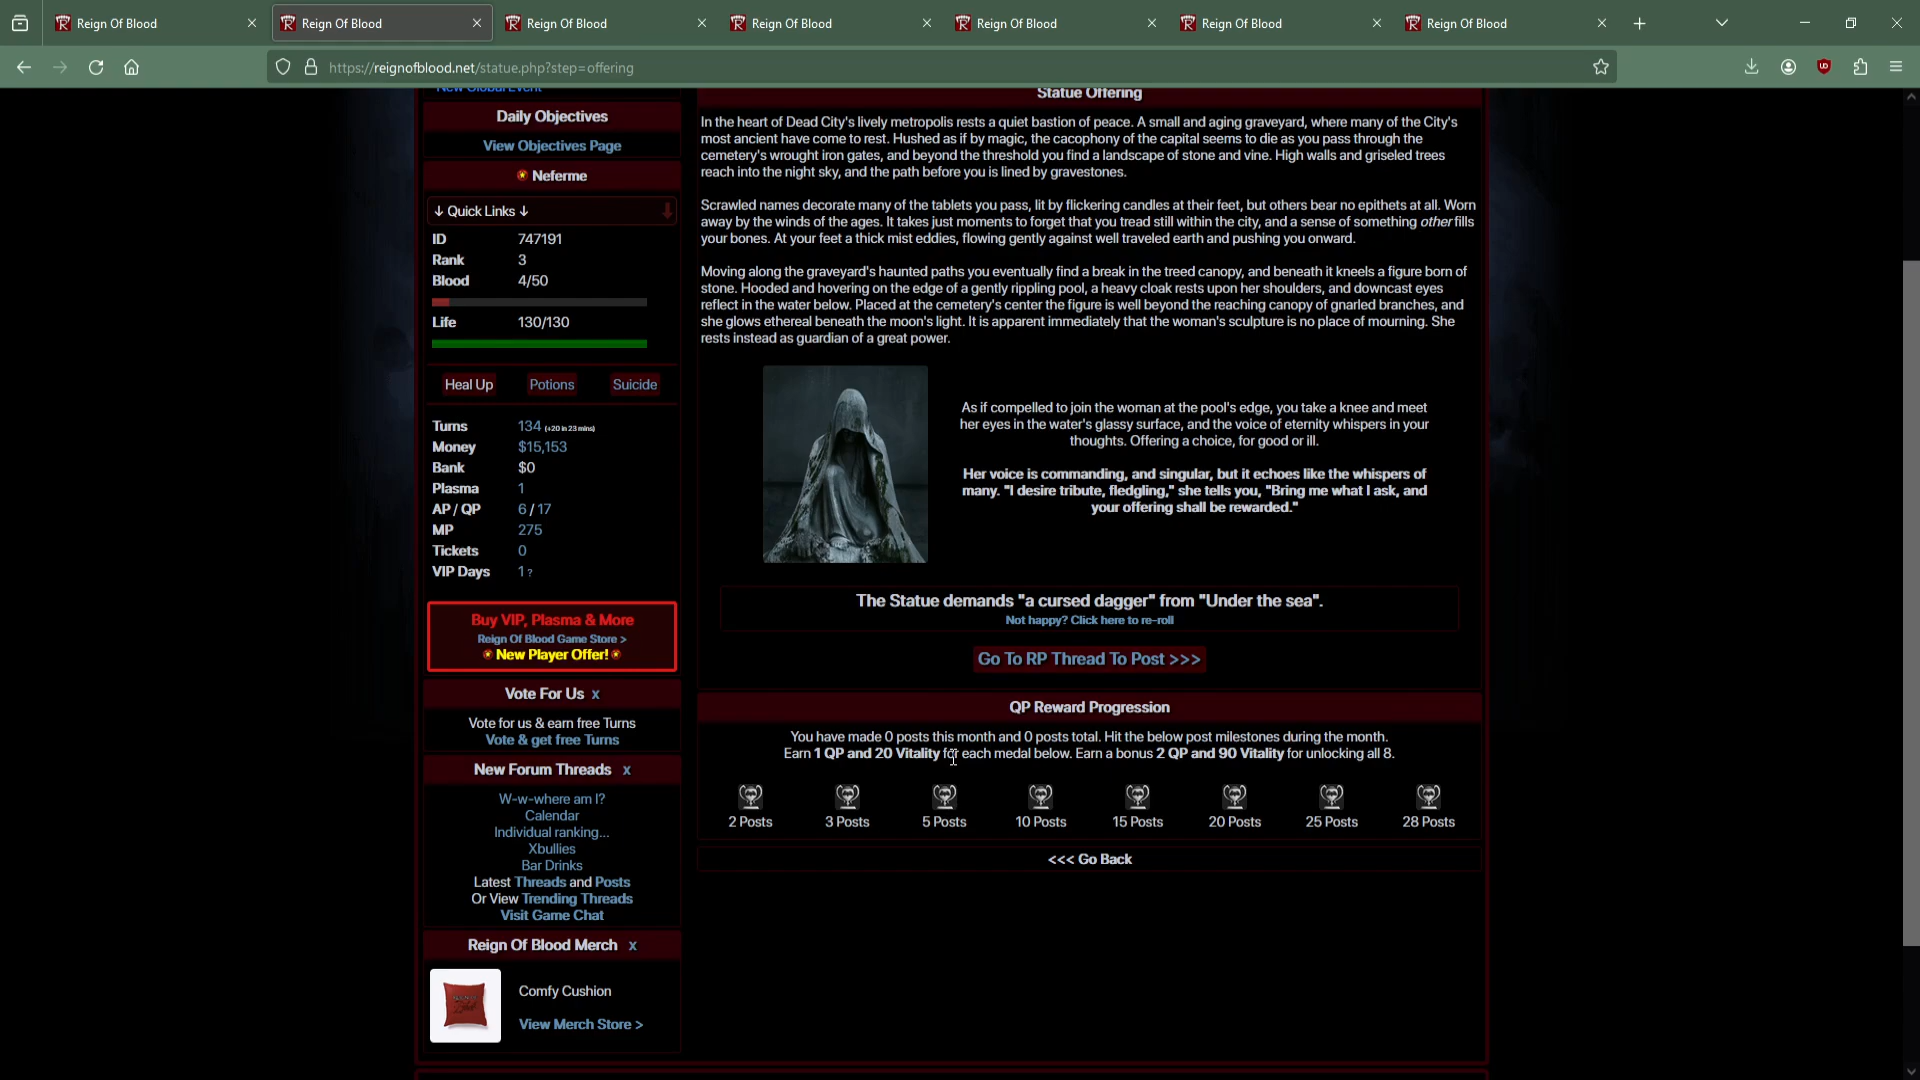 Reign Of Blood
Reign Of Blood
Reign Of Blood
Reign Of Blood
Reign Of Blood
Reign Of Blood
Reign Of Blood
https://reignofblood.net/statue.php?step=offering
New Global Event
Daily Objectives
View Objectives Page
Neferme
↓ Quick Links ↓
ID 747191
Rank 3
Blood 4/50
Life 130/130
Heal Up Potions Suicide
Turns 134 (+20 in 23 mins)
Money $15,153
Bank $0
Plasma 1
AP / QP 6 / 17
MP 275
Tickets 0
VIP Days 1 ?
Buy VIP, Plasma & More
Reign Of Blood Game Store >
New Player Offer!
Vote For Us x
Vote for us & earn free Turns
Vote & get free Turns
New Forum Threads x
W-w-where am I?
Calendar
Individual ranking...
Xbullies
Bar Drinks
Latest Threads and Posts
Or View Trending Threads
Visit Game Chat
Reign Of Blood Merch x
Comfy Cushion
View Merch Store >
Statue Offering
In the heart of Dead City's lively metropolis rests a quiet bastion of peace. A small and aging graveyard, where many of the City's
most ancient have come to rest. Hushed as if by magic, the cacophony of the capital seems to die as you pass through the
cemetery's wrought iron gates, and beyond the threshold you find a landscape of stone and vine. High walls and griseled trees
reach into the night sky, and the path before you is lined by gravestones.
Scrawled names decorate many of the tablets you pass, lit by flickering candles at their feet, but others bear no epithets at all. Worn
away by the winds of the ages. It takes just moments to forget that you tread still within the city, and a sense of something other fills
your bones. At your feet a thick mist eddies, flowing gently against well traveled earth and pushing you onward.
Moving along the graveyard's haunted paths you eventually find a break in the treed canopy, and beneath it kneels a figure born of
stone. Hooded and hovering on the edge of a gently rippling pool, a heavy cloak rests upon her shoulders, and downcast eyes
reflect in the water below. Placed at the cemetery's center the figure is well beyond the reaching canopy of gnarled branches, and
she glows ethereal beneath the moon's light. It is apparent immediately that the woman's sculpture is no place of mourning. She
rests instead as guardian of a great power.
As if compelled to join the woman at the pool's edge, you take a knee and meet
her eyes in the water's glassy surface, and the voice of eternity whispers in your
thoughts. Offering a choice, for good or ill.
Her voice is commanding, and singular, but it echoes like the whispers of
many. "I desire tribute, fledgling," she tells you, "Bring me what I ask, and
your offering shall be rewarded."
The Statue demands "a cursed dagger" from "Under the sea".
Not happy? Click here to re-roll
Go To RP Thread To Post >>>
QP Reward Progression
You have made 0 posts this month and 0 posts total. Hit the below post milestones during the month.
Earn 1 QP and 20 Vitality for each medal below. Earn a bonus 2 QP and 90 Vitality for unlocking all 8.
2 Posts 3 Posts 5 Posts 10 Posts 15 Posts 20 Posts 25 Posts 28 Posts
<<< Go Back